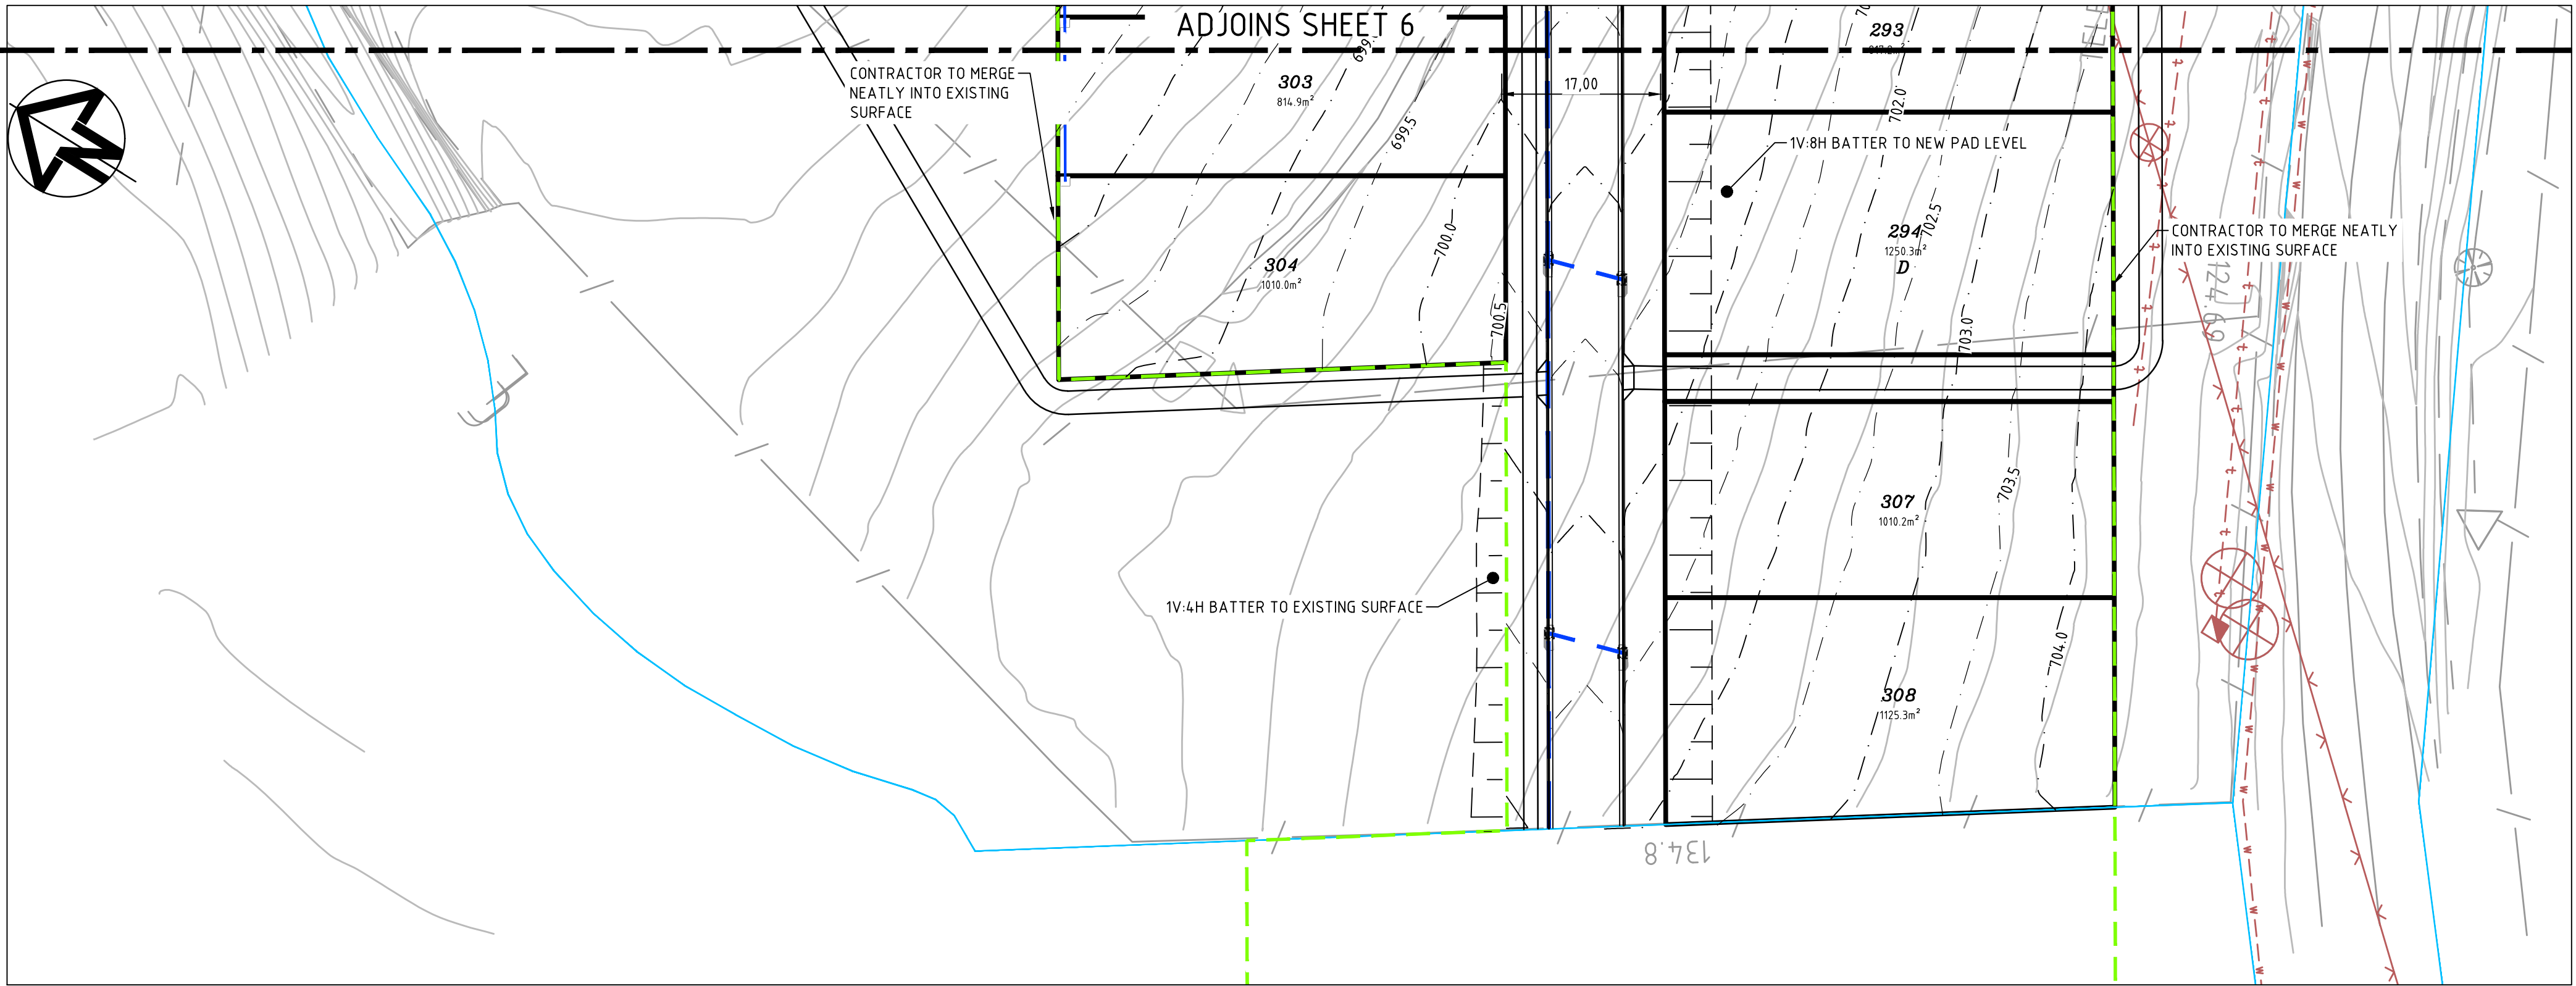 ADJOINS SHEET 6
CONTRACTOR TO MERGE
NEATLY INTO EXISTING
SURFACE
303
814.9m²
699.5
17,00
293
702.0
1V:8H BATTER TO NEW PAD LEVEL
702.5
294
1250.3m²
D
CONTRACTOR TO MERGE NEATLY
INTO EXISTING SURFACE
124.69
304
1010.0m²
700.0
700.5
703.0
307
1010.2m²
703.5
1V:4H BATTER TO EXISTING SURFACE
704.0
308
1125.3m²
134.8